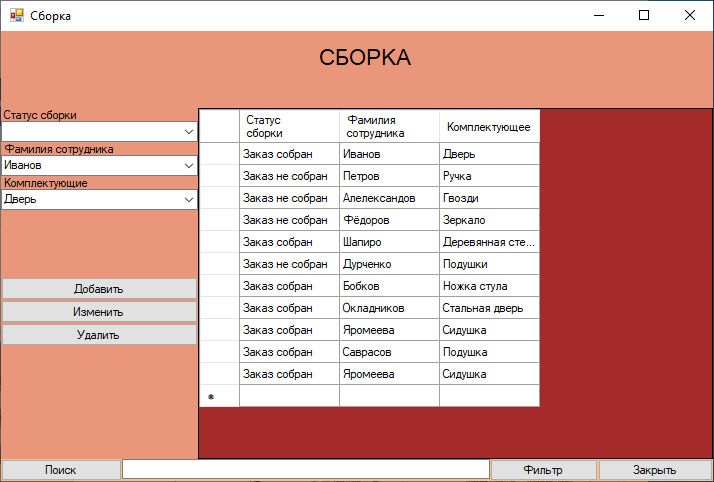 Сборка
СБОРКА
Статус сборки
Фамилия сотрудника
Иванов
Комплектующие
Дверь
Добавить
Изменить
Удалить
Статус сборки Фамилия сотрудника Комплектующее
Заказ собран Иванов Дверь
Заказ не собран Петров Ручка
Заказ не собран Алелександов Гвозди
Заказ не собран Фёдоров Зеркало
Заказ собран Шапиро Деревянная сте...
Заказ не собран Дурченко Подушки
Заказ собран Бобков Ножка стула
Заказ собран Окладников Стальная дверь
Заказ собран Яромеева Сидушка
Заказ собран Саврасов Подушка
Заказ собран Яромеева Сидушка
Поиск Фильтр Закрыть